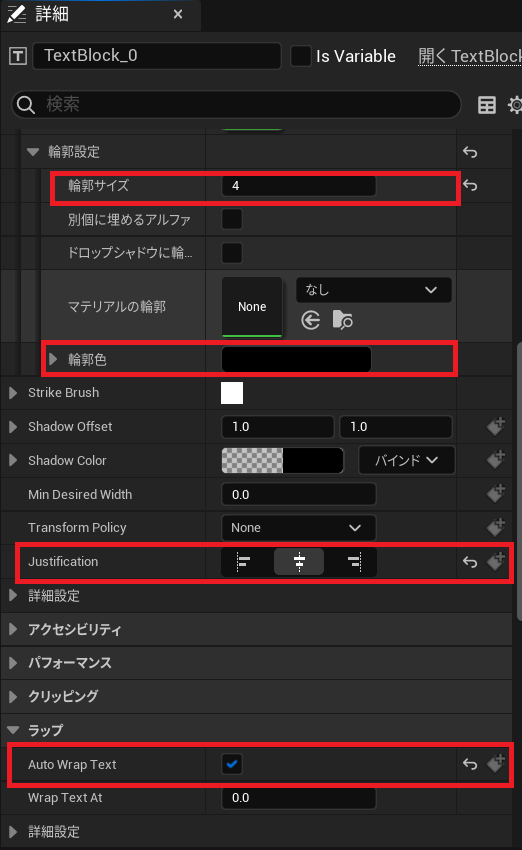 詳細
TextBlock_0
Is Variable
開く TextBlock
検索
輪郭設定
輪郭サイズ
4
別個に埋めるアルファ
ドロップシャドウに輪...
マテリアルの輪郭
None
なし
輪郭色
Strike Brush
Shadow Offset
1.0
1.0
Shadow Color
バインド
Min Desired Width
0.0
Transform Policy
None
Justification
詳細設定
アクセシビリティ
パフォーマンス
クリッピング
ラップ
Auto Wrap Text
Wrap Text At
0.0
詳細設定